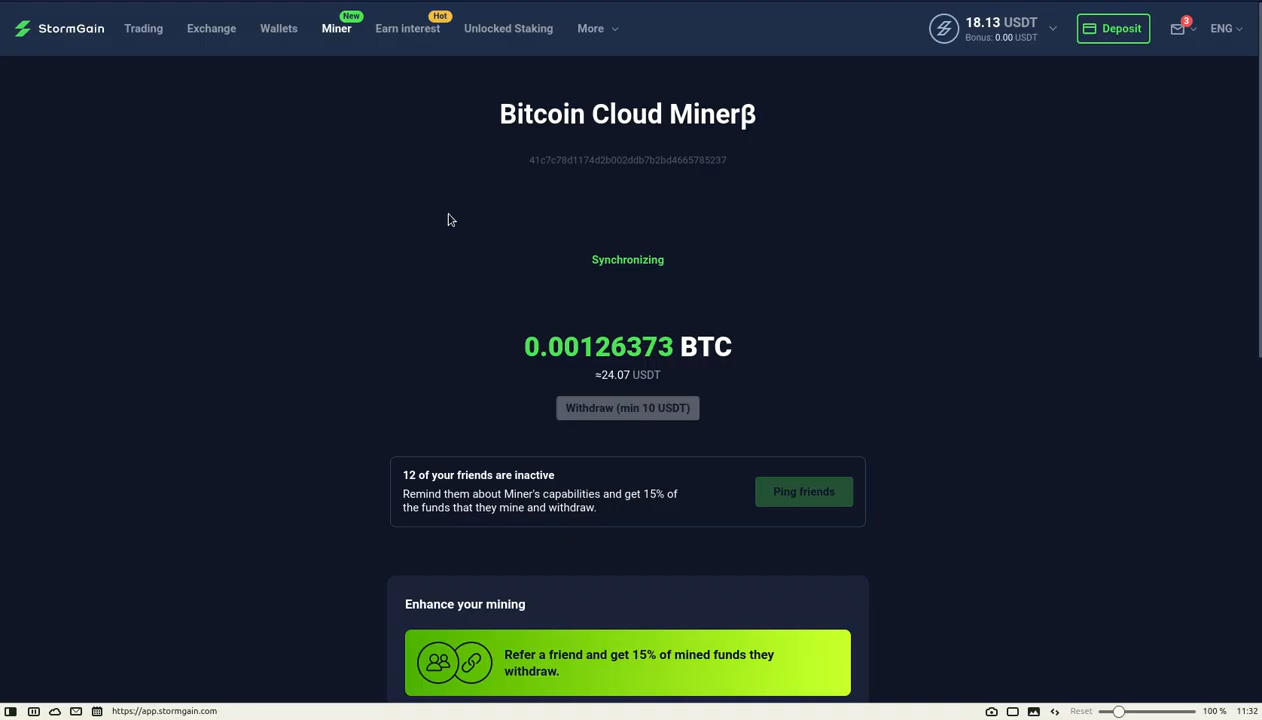 StormGain
Trading
Exchange
Wallets
Miner
New
Earn interest
Hot
Unlocked Staking
More
18.13 USDT
Bonus: 0.00 USDT
Deposit
3
ENG
Bitcoin Cloud Minerβ
41c7c78d1174d2b002ddb7b2bd4665785237
Synchronizing
0.00126373 BTC
≈24.07 USDT
Withdraw (min 10 USDT)
12 of your friends are inactive
Remind them about Miner's capabilities and get 15% of
the funds that they mine and withdraw.
Ping friends
Enhance your mining
Refer a friend and get 15% of mined funds they
withdraw.
https://app.stormgain.com
Reset
100 %
11:32